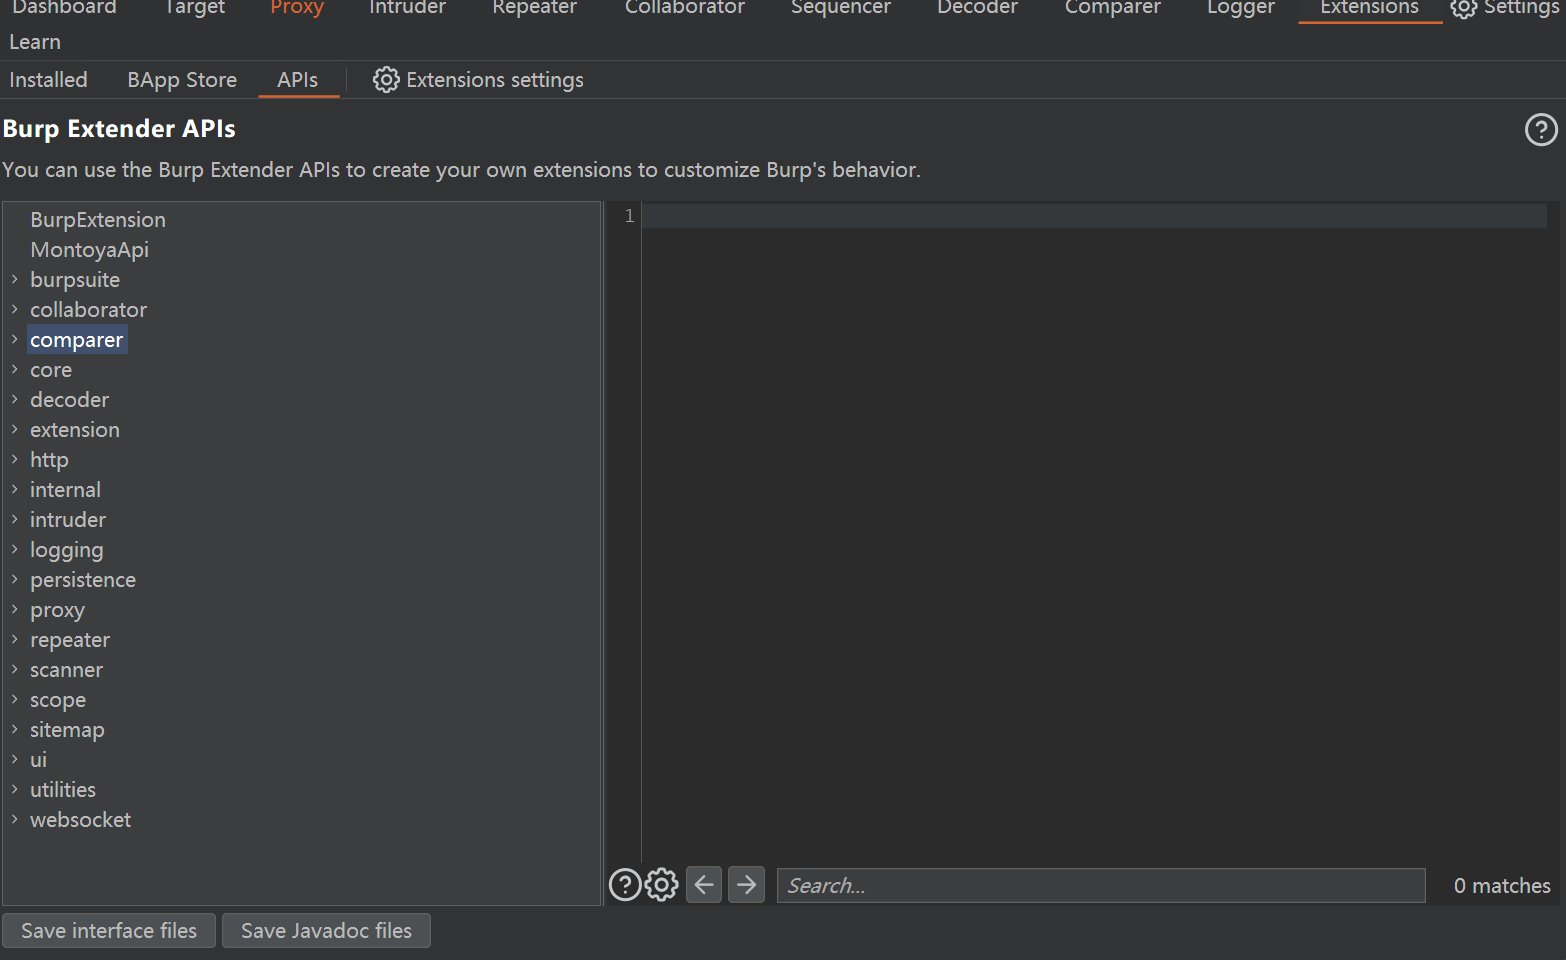 Dashboard Target Proxy Intruder Repeater Collaborator Sequencer Decoder Comparer Logger Extensions Settings
Learn
Installed BApp Store APIs Extensions settings
Burp Extender APIs
You can use the Burp Extender APIs to create your own extensions to customize Burp's behavior.
BurpExtension
MontoyaApi
burpsuite
collaborator
comparer
core
decoder
extension
http
internal
intruder
logging
persistence
proxy
repeater
scanner
scope
sitemap
ui
utilities
websocket
1
Search...
0 matches
Save interface files Save Javadoc files